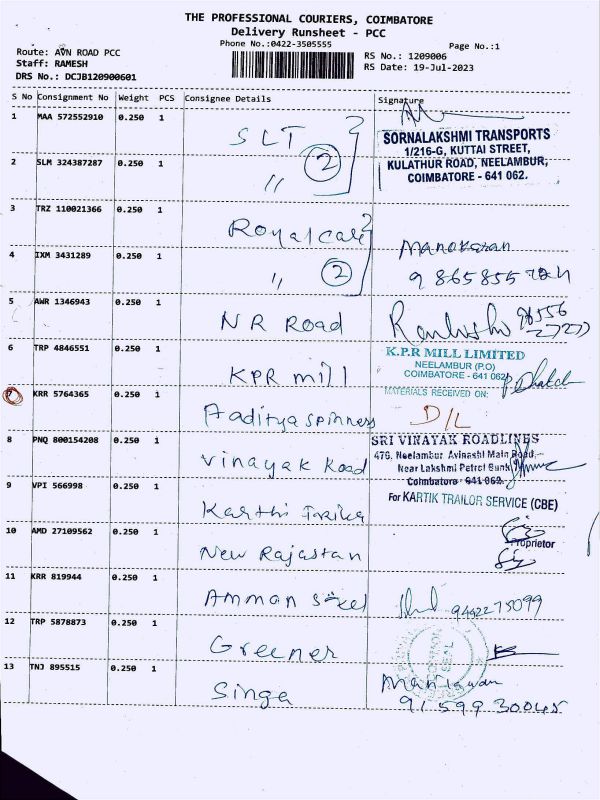 THE PROFESSIONAL COURIERS, COIMBATORE
Delivery Runsheet - PCC
Phone No.:0422-3505555
Page No.:1
Route: AVN ROAD PCC
RS No.: 1209006
Staff: RAMESH
RS Date: 19-Jul-2023
DRS No.: DCJB120900601
S No Consignment No Weight PCS Consignee Details Signature
1 MAA 572552910 0.250 1 SLT
SORNALAKSHMI TRANSPORTS
1/216-G, KUTTAI STREET,
KULATHUR ROAD, NEELAMBUR,
COIMBATORE - 641 062.
2 SLM 324387287 0.250 1 " 2
3 TRZ 110021366 0.250 1 Royalcare
Manokaran
4 IXM 3431289 0.250 1 " 2
5 AWR 1346943 0.250 1 NR Road
6 TRP 4846551 0.250 1 KPR mill
K.P.R MILL LIMITED
NEELAMBUR (P.O)
COIMBATORE - 641 062
MATERIALS RECEIVED ON:
7 KRR 5764365 0.250 1 Aaditya spinners D/L
8 PNQ 800154208 0.250 1 Vinayak Road
SRI VINAYAK ROADLINES
476, Neelambur Avinashi Main Road,
Near Lakshmi Petrol Bunk
Coimbatore - 641 062.
9 VPI 566998 0.250 1 Karthi
For KARTIK TRAILOR SERVICE (CBE)
Proprietor
10 AMD 27109562 0.250 1 New Rajastan
11 KRR 819944 0.250 1 Amman
9442275099
12 TRP 5878873 0.250 1 Greener
13 TNJ 895515 0.250 1 Singa
91 599 30045